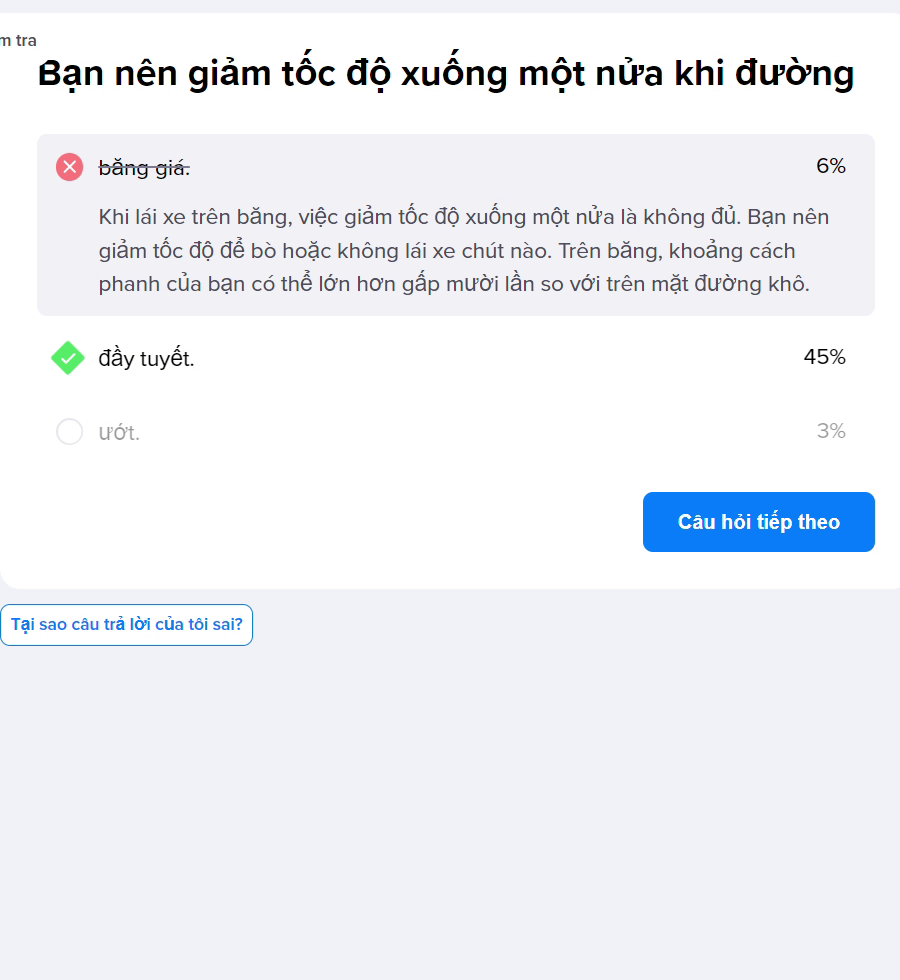 m tra
Bạn nên giảm tốc độ xuống một nửa khi đường
băng giá.
6%
Khi lái xe trên băng, việc giảm tốc độ xuống một nửa là không đủ. Bạn nên
giảm tốc độ để bò hoặc không lái xe chút nào. Trên băng, khoảng cách
phanh của bạn có thể lớn hơn gấp mười lần so với trên mặt đường khô.
đầy tuyết.
45%
ướt.
3%
Câu hỏi tiếp theo
Tại sao câu trả lời của tôi sai?